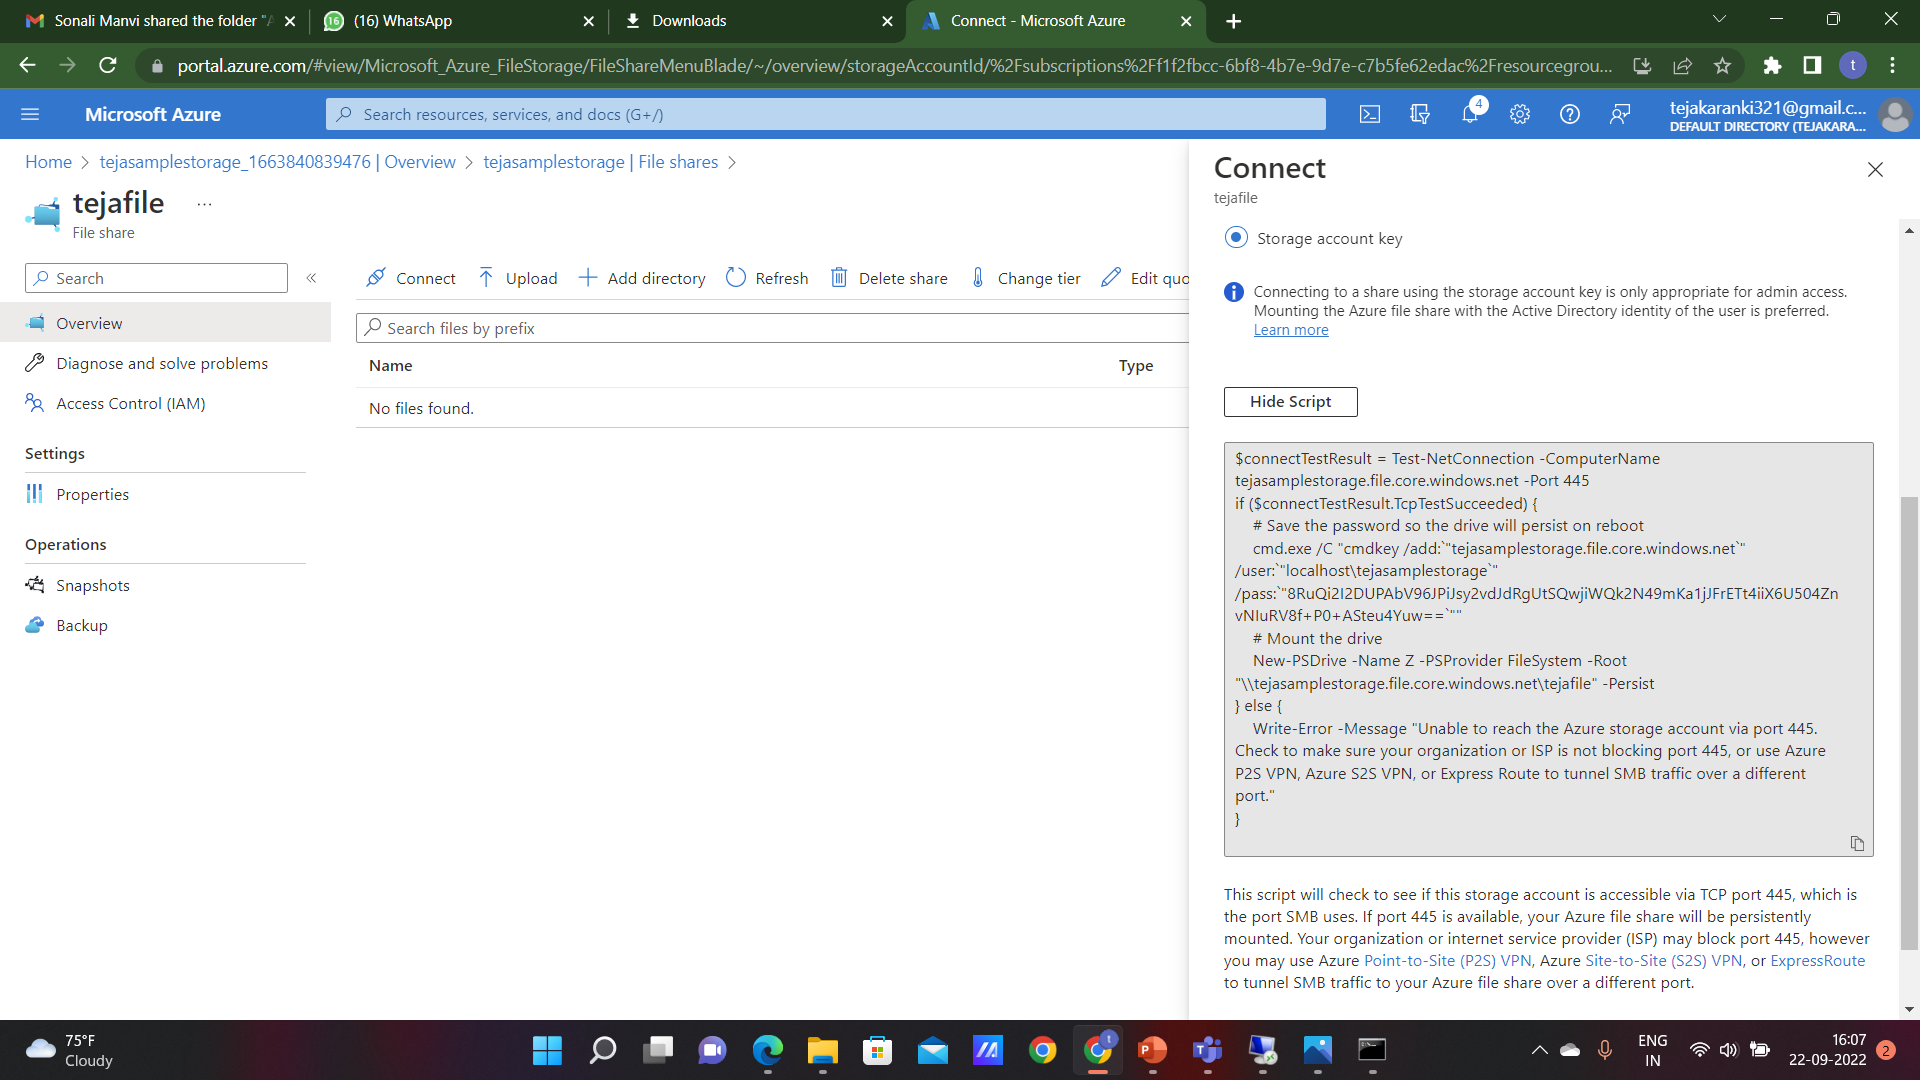 Sonali Manvi shared the folder "A
(16) WhatsApp
Downloads
Connect - Microsoft Azure
portal.azure.com/#view/Microsoft_Azure_FileStorage/FileShareMenuBlade/~/overview/storageAccountId/%2Fsubscriptions%2Ff1f2fbcc-6bf8-4b7e-9d7e-c7b5fe62edac%2Fresourcegrou...
t
Microsoft Azure
Search resources, services, and docs (G+/)
4
tejakaranki321@gmail.c...
DEFAULT DIRECTORY (TEJAKARA...
Home > tejasamplestorage_1663840839476 | Overview > tejasamplestorage | File shares >
tejafile ...
File share
Search
«
Overview
Diagnose and solve problems
Access Control (IAM)
Settings
Properties
Operations
Snapshots
Backup
Connect Upload Add directory Refresh Delete share Change tier Edit quo
Search files by prefix
Name Type
No files found.
Connect
tejafile
Storage account key
Connecting to a share using the storage account key is only appropriate for admin access.
Mounting the Azure file share with the Active Directory identity of the user is preferred.
Learn more
Hide Script
$connectTestResult = Test-NetConnection -ComputerName
tejasamplestorage.file.core.windows.net -Port 445
if ($connectTestResult.TcpTestSucceeded) {
# Save the password so the drive will persist on reboot
cmd.exe /C "cmdkey /add:`"tejasamplestorage.file.core.windows.net`"
/user:`"localhost\tejasamplestorage`"
/pass:`"8RuQi2I2DUPAbV96JPiJsy2vdJdRgUtSQwjiWQk2N49mKa1jJFrETt4iiX6U504Zn
vNIuRV8f+P0+ASteu4Yuw==`""
# Mount the drive
New-PSDrive -Name Z -PSProvider FileSystem -Root
"\\tejasamplestorage.file.core.windows.net\tejafile" -Persist
} else {
Write-Error -Message "Unable to reach the Azure storage account via port 445.
Check to make sure your organization or ISP is not blocking port 445, or use Azure
P2S VPN, Azure S2S VPN, or Express Route to tunnel SMB traffic over a different
port."
}
This script will check to see if this storage account is accessible via TCP port 445, which is
the port SMB uses. If port 445 is available, your Azure file share will be persistently
mounted. Your organization or internet service provider (ISP) may block port 445, however
you may use Azure Point-to-Site (P2S) VPN, Azure Site-to-Site (S2S) VPN, or ExpressRoute
to tunnel SMB traffic to your Azure file share over a different port.
75°F
Cloudy
ENG
IN
16:07
22-09-2022
2